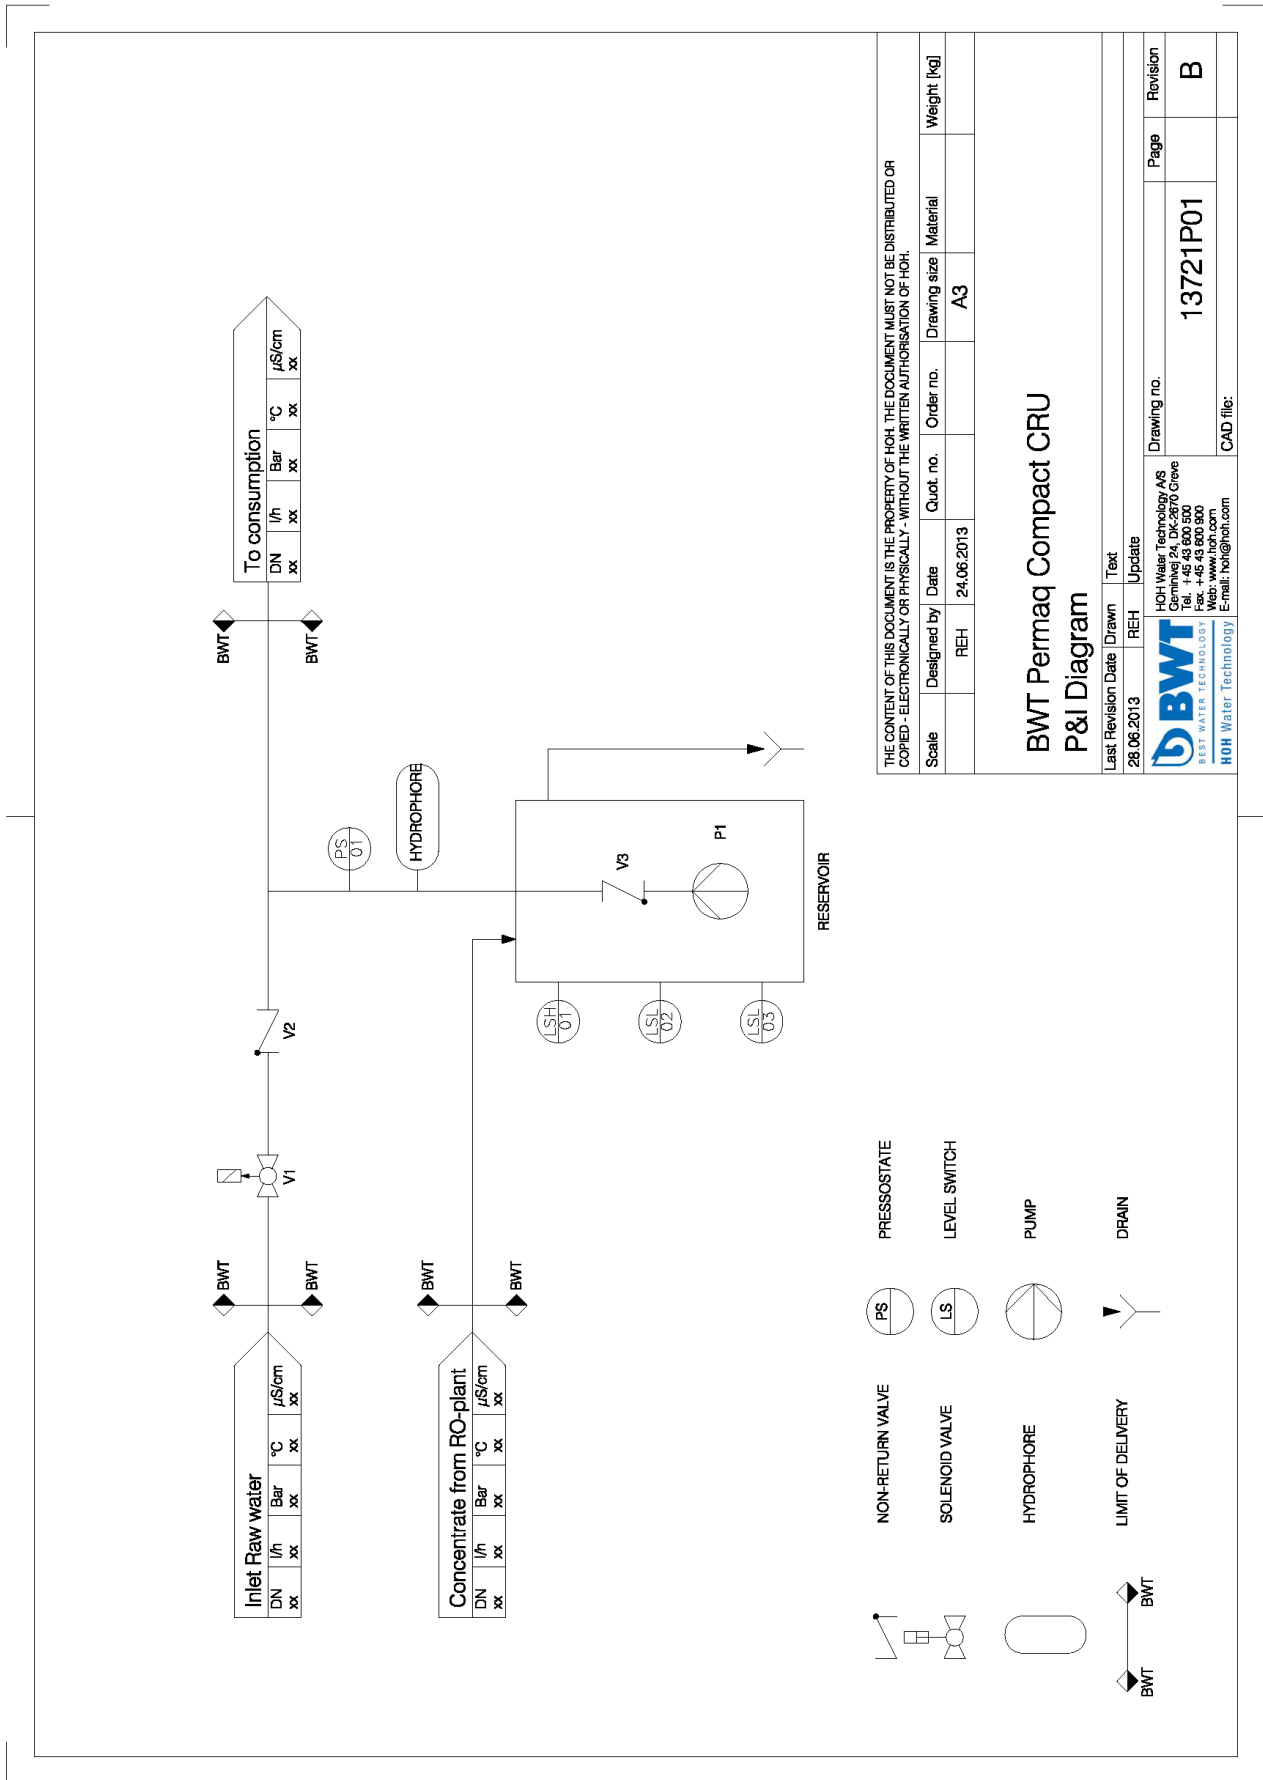 Inlet Raw water
DN l/h Bar °C µS/cm
xx xx xx xx xx
BWT
BWT
V1
V2
To consumption
DN l/h Bar °C µS/cm
xx xx xx xx xx
BWT
BWT
Concentrate from RO-plant
DN l/h Bar °C µS/cm
xx xx xx xx xx
BWT
BWT
PS
01
HYDROPHORE
LSH
01
LSL
02
LSL
03
V3
P1
RESERVOIR
NON-RETURN VALVE
SOLENOID VALVE
HYDROPHORE
BWT
BWT
LIMIT OF DELIVERY
PS
PRESSOSTATE
LS
LEVEL SWITCH
PUMP
DRAIN
THE CONTENT OF THIS DOCUMENT IS THE PROPERTY OF HOH. THE DOCUMENT MUST NOT BE DISTRIBUTED OR
COPIED - ELECTRONICALLY OR PHYSICALLY - WITHOUT THE WRITTEN AUTHORISATION OF HOH.
Scale Designed by Date Quot. no. Order no. Drawing size Material Weight [kg]
REH 24.06.2013 A3
BWT Permaq Compact CRU
P&I Diagram
Last Revision Date Drawn Text
28.06.2013 REH Update
BWT
BEST WATER TECHNOLOGY
HOH Water Technology
HOH Water Technology A/S
Geminivej 24, DK-2670 Greve
Tel. +45 43 600 500
Fax. +45 43 600 900
Web: www.hoh.com
E-mail: hoh@hoh.com
Drawing no. Page Revision
13721P01 B
CAD file: